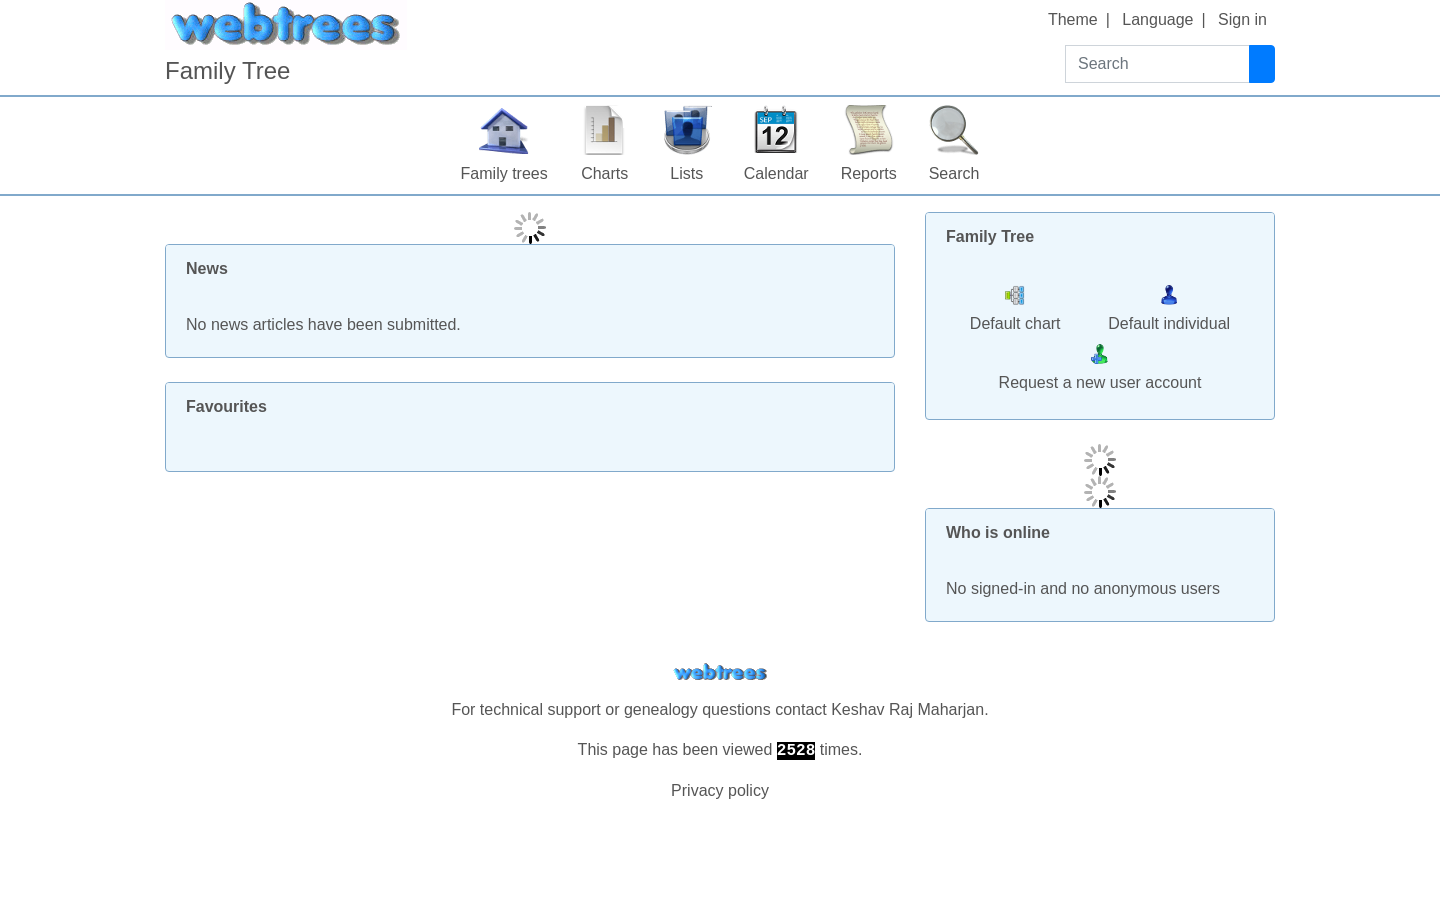 webtrees
Theme | Language | Sign in
Search
Family Tree
Family trees
Charts
Lists
SEP
12
Calendar
Reports
Search
News
No news articles have been submitted.
Favourites
Family Tree
Default chart
Default individual
Request a new user account
Who is online
No signed-in and no anonymous users
webtrees
For technical support or genealogy questions contact Keshav Raj Maharjan.
This page has been viewed 2528 times.
Privacy policy